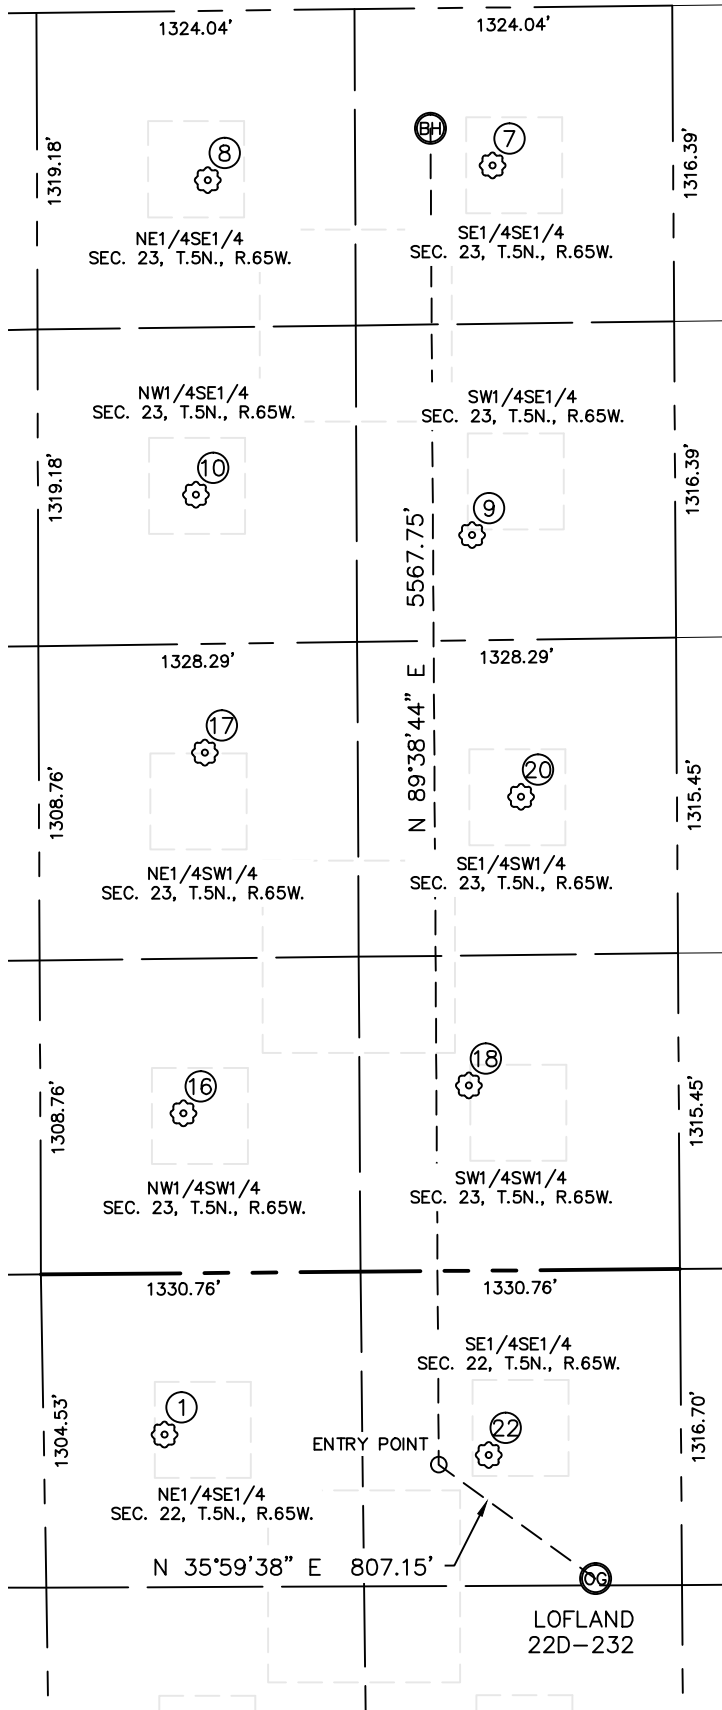 1324.04'
1324.04'
BH
7
8
1319.18'
1316.39'
NE1/4SE1/4
SEC. 23, T.5N., R.65W.
SE1/4SE1/4
SEC. 23, T.5N., R.65W.
NW1/4SE1/4
SEC. 23, T.5N., R.65W.
SW1/4SE1/4
SEC. 23, T.5N., R.65W.
10
9
1319.18'
1316.39'
N 89°38'44" E 5567.75'
1328.29'
1328.29'
17
20
1308.76'
1315.45'
NE1/4SW1/4
SEC. 23, T.5N., R.65W.
SE1/4SW1/4
SEC. 23, T.5N., R.65W.
16
18
1308.76'
1315.45'
NW1/4SW1/4
SEC. 23, T.5N., R.65W.
SW1/4SW1/4
SEC. 23, T.5N., R.65W.
1330.76'
1330.76'
SE1/4SE1/4
SEC. 22, T.5N., R.65W.
1
22
1304.53'
1316.70'
ENTRY POINT
NE1/4SE1/4
SEC. 22, T.5N., R.65W.
N 35°59'38" E 807.15'
OG
LOFLAND
22D-232